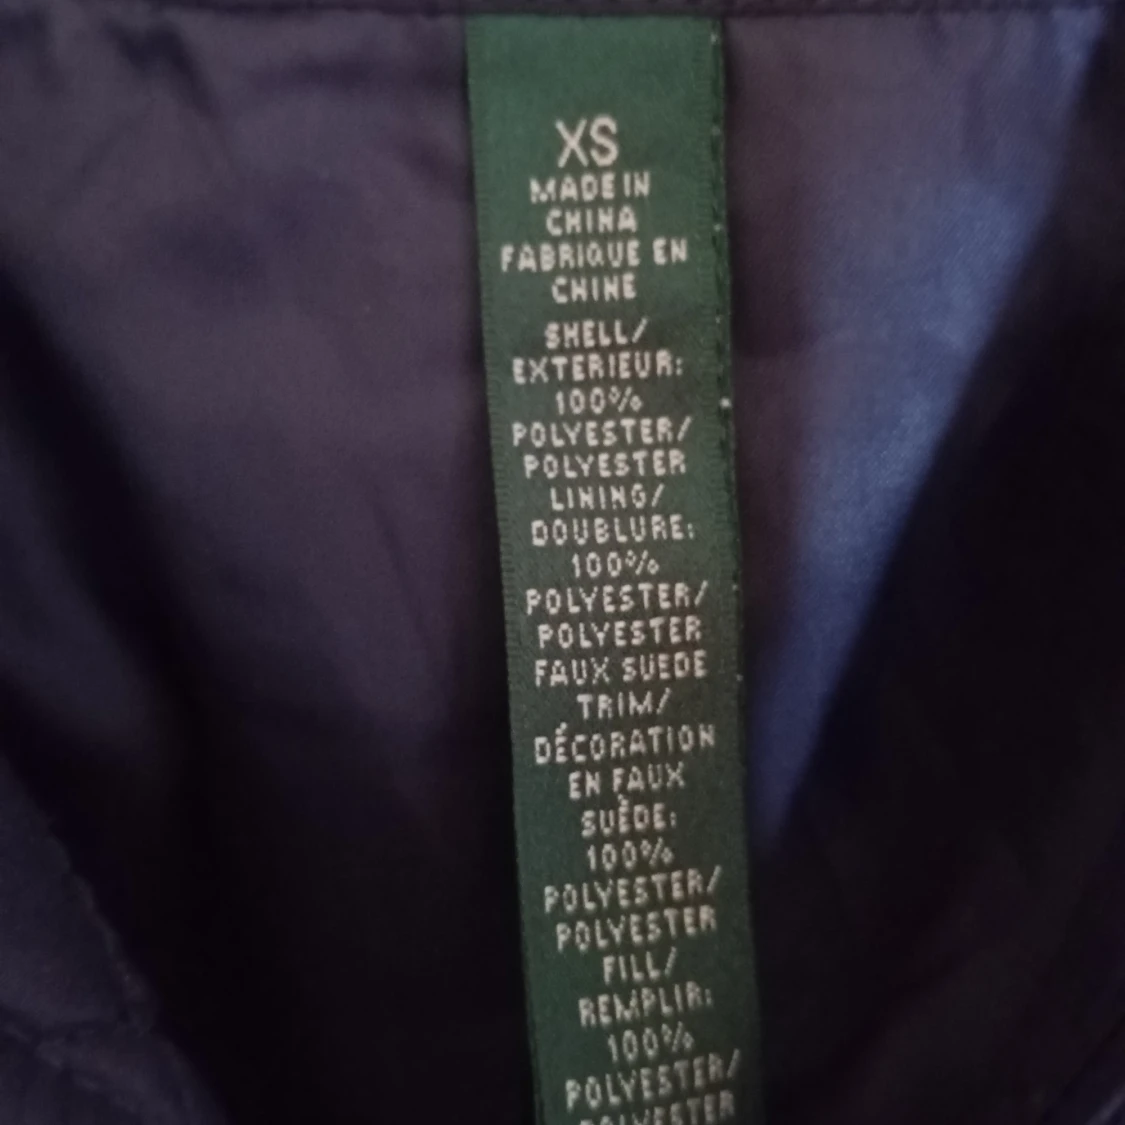 XS
MADE IN
CHINA
FABRIQUE EN
CHINE
SHELL/
EXTERIEUR:
100%
POLYESTER/
POLYESTER
LINING/
DOUBLURE:
100%
POLYESTER/
POLYESTER
FAUX SUEDE
TRIM/
DÉCORATION
EN FAUX
SUÈDE:
100%
POLYESTER/
POLYESTER
FILL/
REMPLIR:
100%
POLYESTER/
POLYESTER